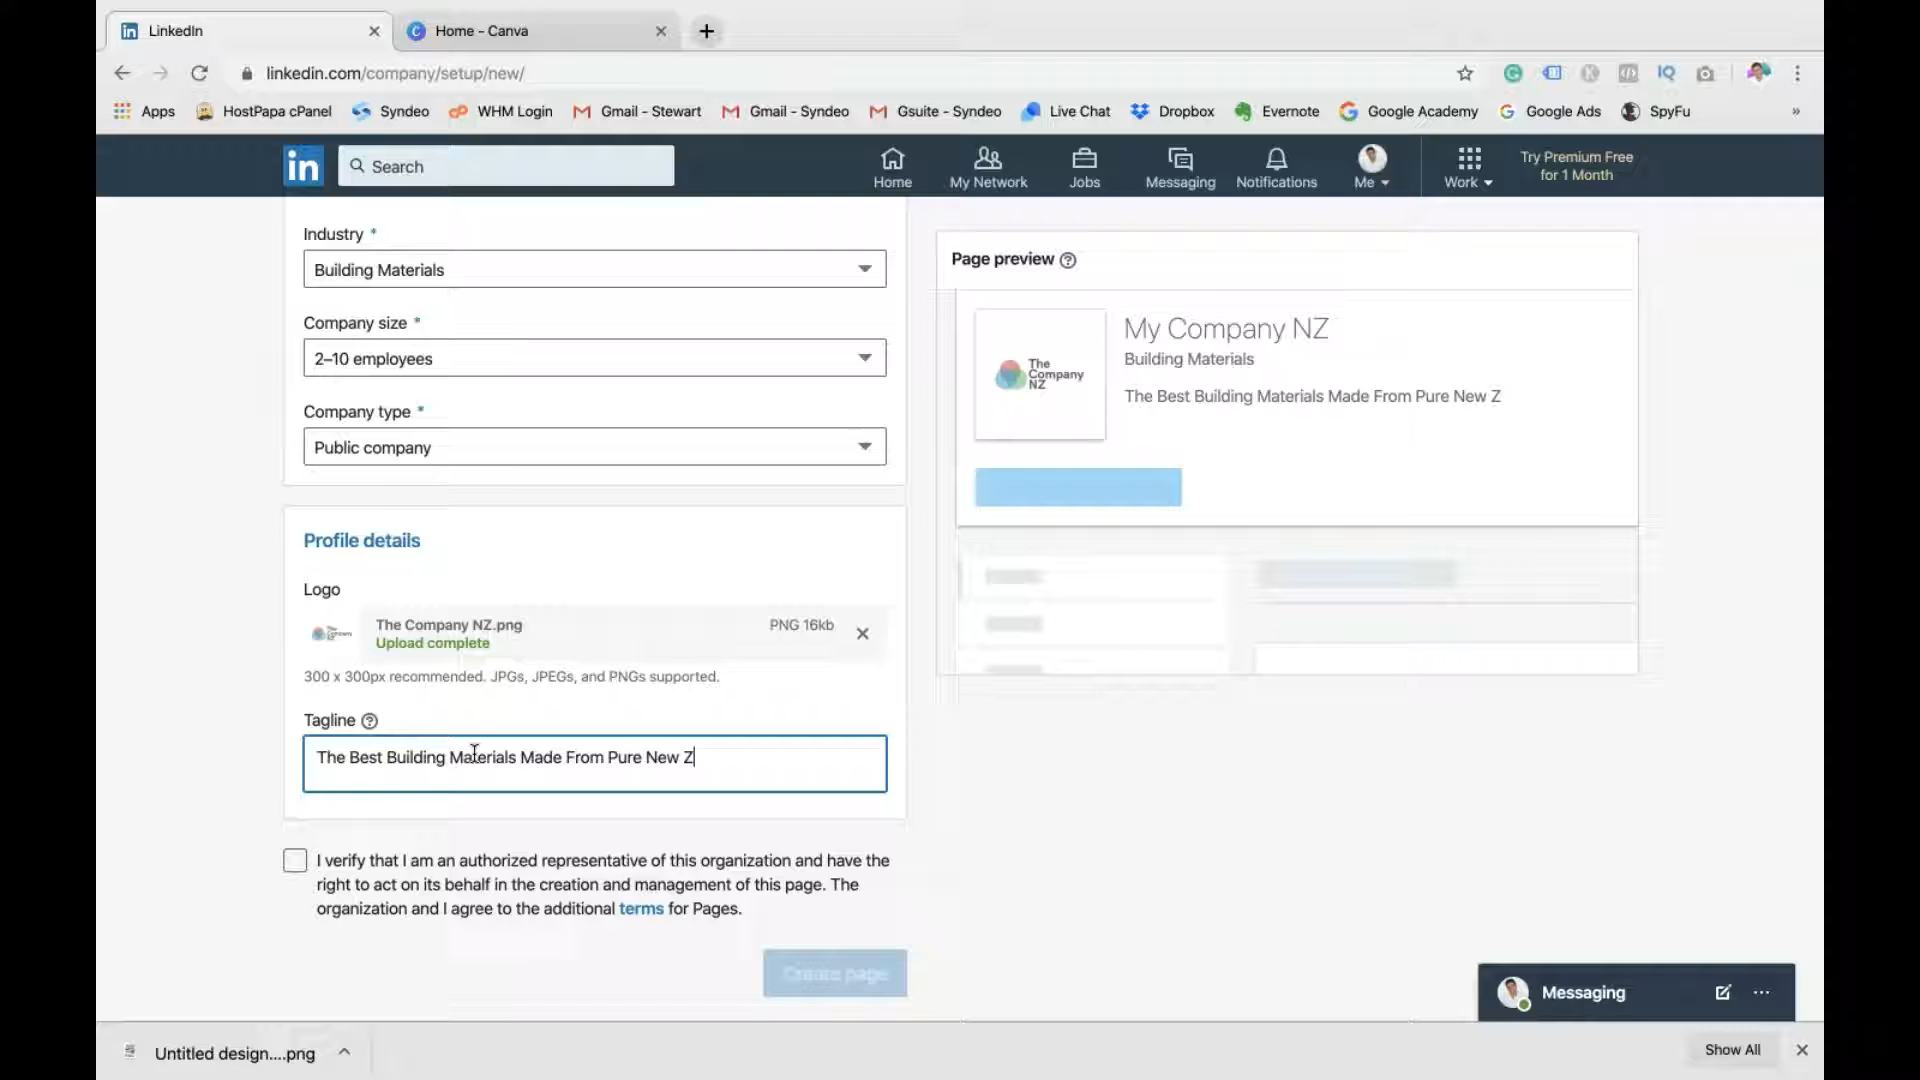 LinkedIn
Home - Canva
linkedin.com/company/setup/new/
Apps
HostPapa cPanel
Syndeo
WHM Login
Gmail - Stewart
Gmail - Syndeo
Gsuite - Syndeo
Live Chat
Dropbox
Evernote
Google Academy
Google Ads
SpyFu
»
in
Search
Home
My Network
Jobs
Messaging
Notifications
Me
Work
Try Premium Free
for 1 Month
Industry *
Building Materials
Company size *
2–10 employees
Company type *
Public company
Profile details
Logo
The Company NZ.png
PNG 16kb
Upload complete
300 x 300px recommended. JPGs, JPEGs, and PNGs supported.
Tagline
The Best Building Materials Made From Pure New Z
I verify that I am an authorized representative of this organization and have the
right to act on its behalf in the creation and management of this page. The
organization and I agree to the additional terms for Pages.
Create page
Page preview
The
Company
NZ
My Company NZ
Building Materials
The Best Building Materials Made From Pure New Z
Messaging
Untitled design....png
Show All